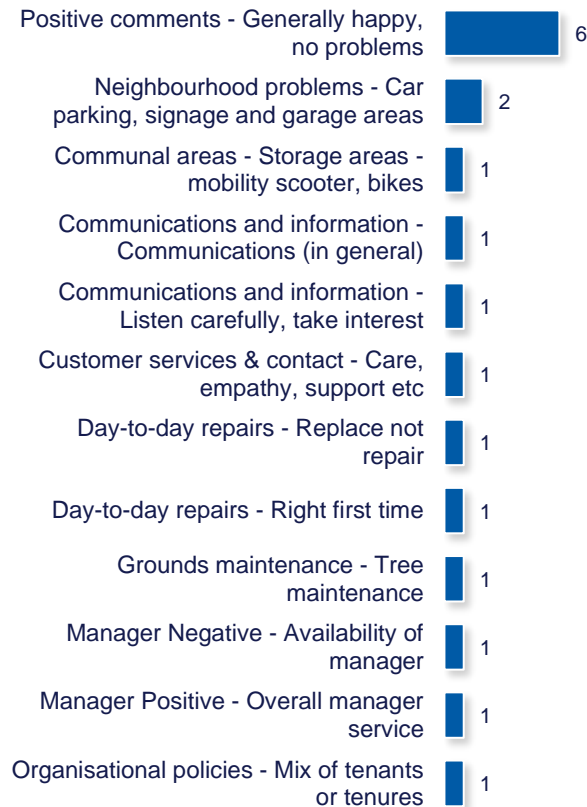 Positive comments - Generally happy,
no problems
6
Neighbourhood problems - Car
parking, signage and garage areas
2
Communal areas - Storage areas -
mobility scooter, bikes
1
Communications and information -
Communications (in general)
1
Communications and information -
Listen carefully, take interest
1
Customer services & contact - Care,
empathy, support etc
1
Day-to-day repairs - Replace not
repair
1
Day-to-day repairs - Right first time
1
Grounds maintenance - Tree
maintenance
1
Manager Negative - Availability of
manager
1
Manager Positive - Overall manager
service
1
Organisational policies - Mix of tenants
or tenures
1